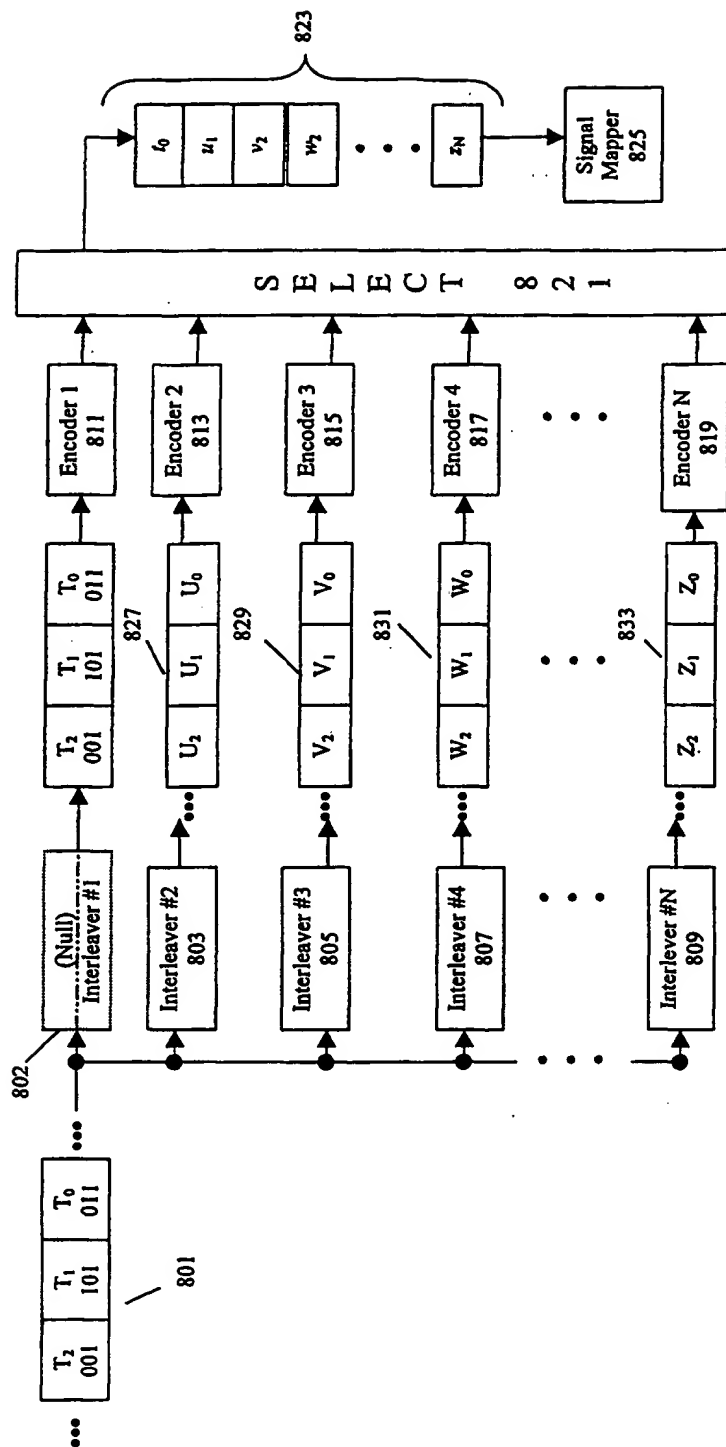 T2 001
T1 101
T0 011
801
802
(Null)
Interleaver #1
T2 001
T1 101
T0 011
Encoder 1
811
Interleaver #2
803
U2
U1
U0
827
Encoder 2
813
Interleaver #3
805
V2
V1
V0
829
Encoder 3
815
Interleaver #4
807
W2
W1
W0
831
Encoder 4
817
Interlever #N
809
Z2
Z1
Z0
833
Encoder N
819
SELECT 821
t0
u1
v2
w2
zN
823
Signal
Mapper
825